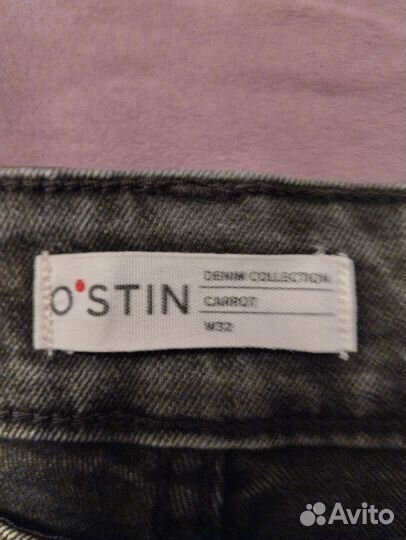 O'STIN
DENIM COLLECTION
CARROT
W32
Avito